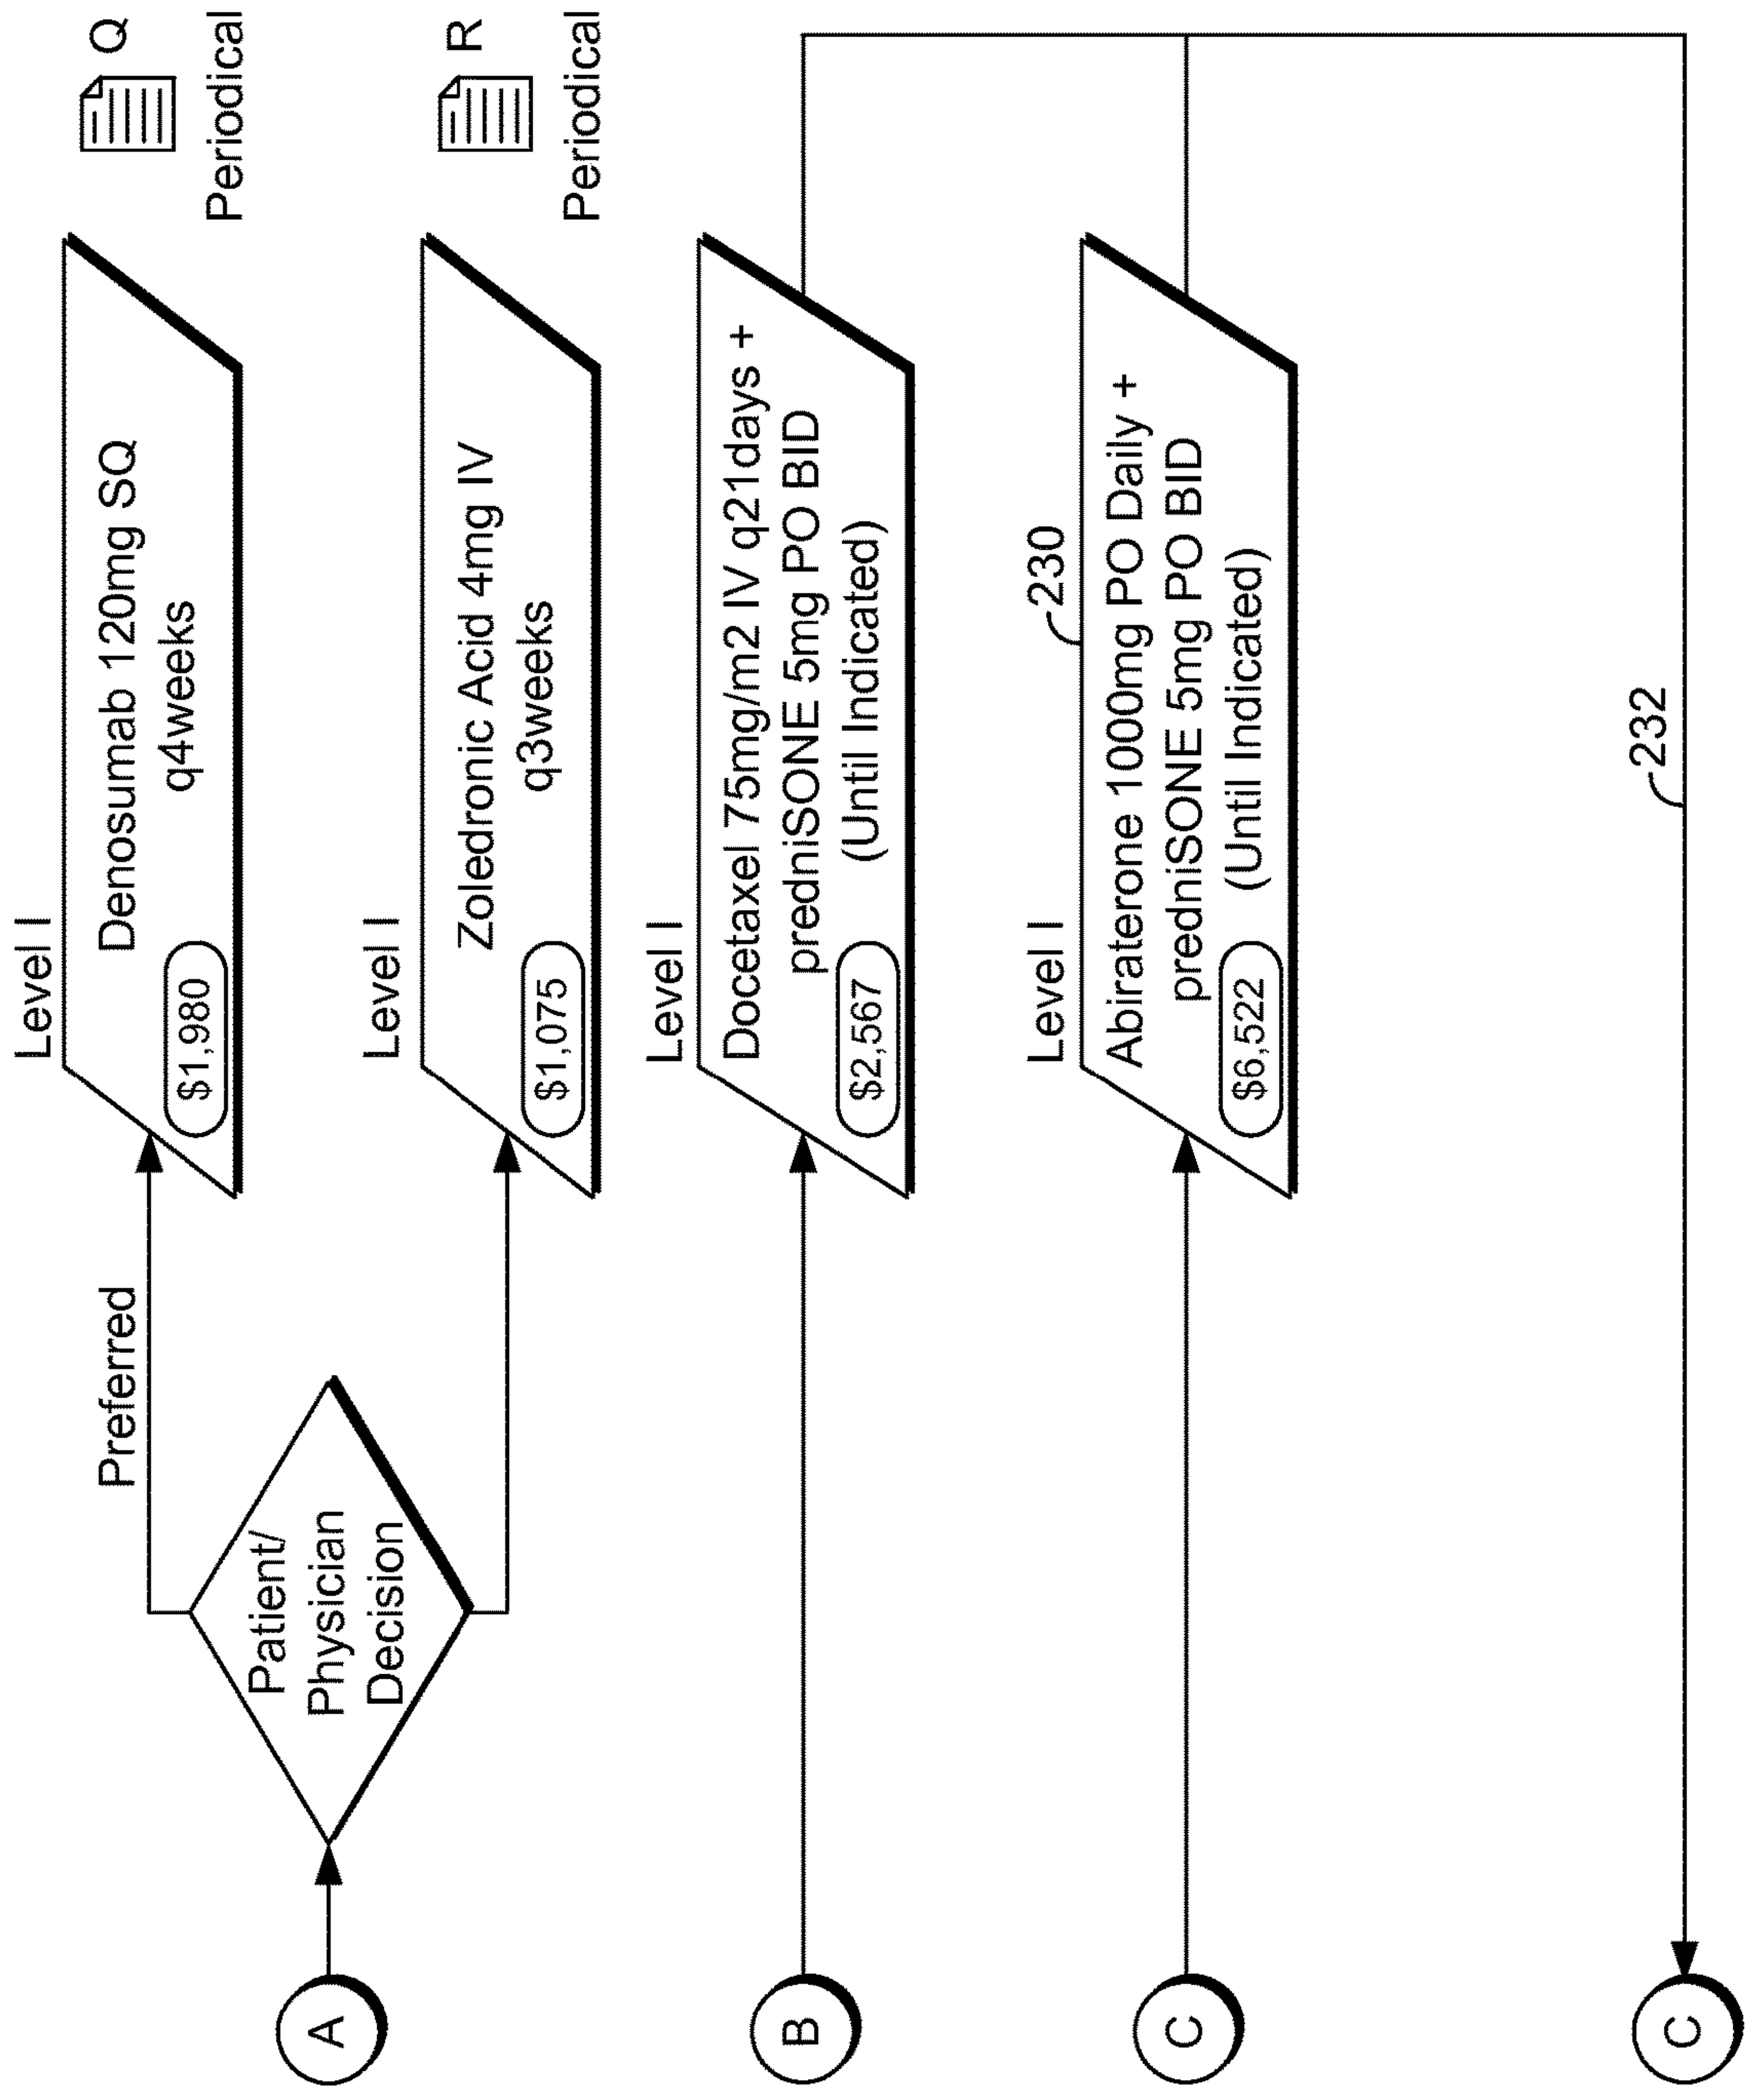 Level I
Denosumab 120mg SQ
q4weeks
$1,980
Q
Periodical
Preferred
A
Patient/
Physician
Decision
Level I
Zoledronic Acid 4mg IV
q3weeks
$1,075
R
Periodical
B
Level I
Docetaxel 75mg/m2 IV q21days +
predniSONE 5mg PO BID
(Until Indicated)
$2,567
C
Level I
230
Abiraterone 1000mg PO Daily +
predniSONE 5mg PO BID
(Until Indicated)
$6,522
232
C